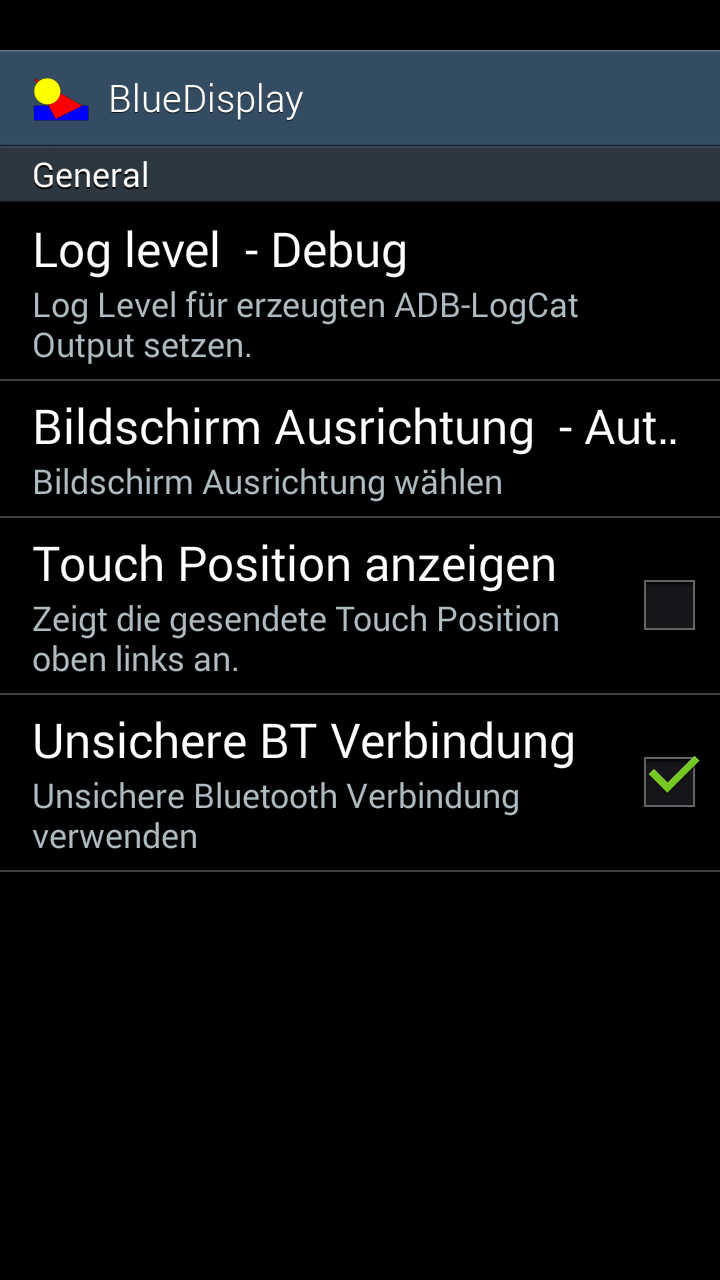 BlueDisplay
General
Log level  - Debug
Log Level für erzeugten ADB-LogCat
Output setzen.
Bildschirm Ausrichtung  - Aut..
Bildschirm Ausrichtung wählen
Touch Position anzeigen
Zeigt die gesendete Touch Position
oben links an.
Unsichere BT Verbindung
Unsichere Bluetooth Verbindung
verwenden